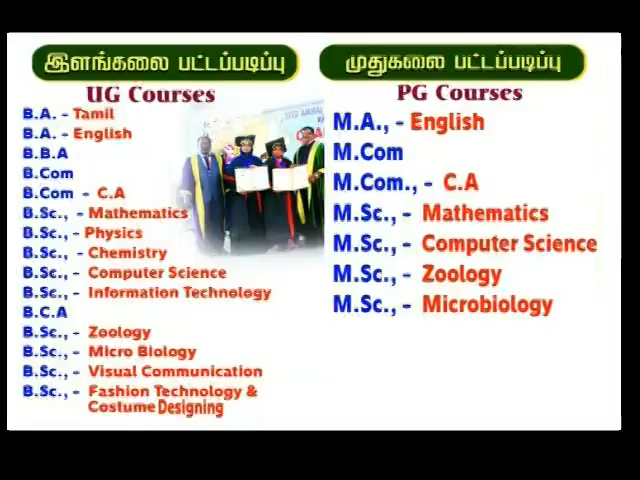 இளங்கலை பட்டப்படிப்பு
UG Courses
B.A. - Tamil
B.A. - English
B.B.A
B.Com
B.Com - C.A
B.Sc., - Mathematics
B.Sc., - Physics
B.Sc., - Chemistry
B.Sc., - Computer Science
B.Sc., - Information Technology
B.C.A
B.Sc., - Zoology
B.Sc., - Micro Biology
B.Sc., - Visual Communication
B.Sc., - Fashion Technology &
Costume Designing
முதுகலை பட்டப்படிப்பு
PG Courses
M.A., - English
M.Com
M.Com., - C.A
M.Sc., - Mathematics
M.Sc., - Computer Science
M.Sc., - Zoology
M.Sc., - Microbiology